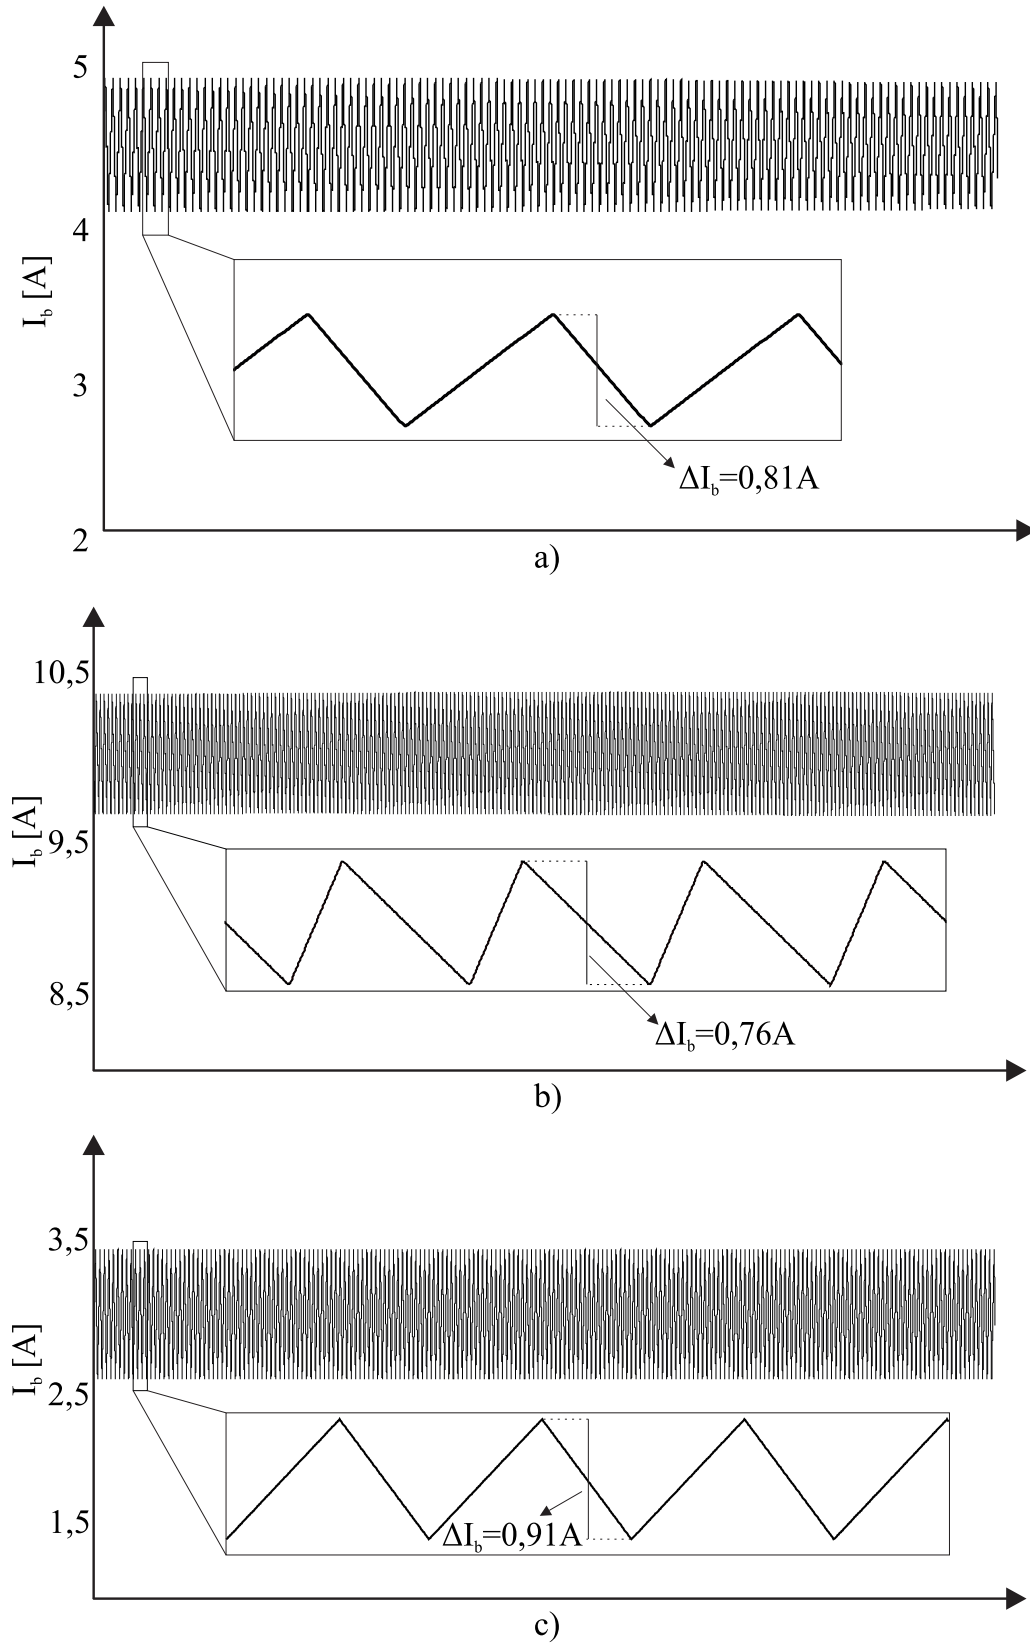 5
4
I_b [A]
3
ΔI_b=0,81A
2
a)
10,5
I_b [A]
9,5
8,5
ΔI_b=0,76A
b)
3,5
I_b [A]
2,5
1,5
ΔI_b=0,91A
c)